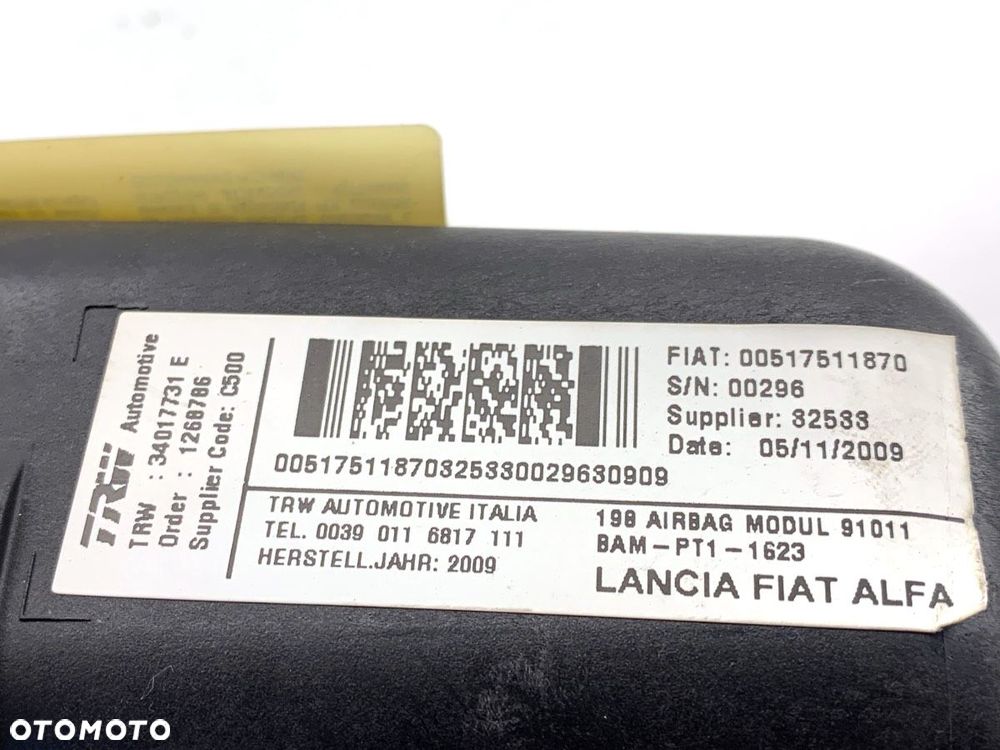 TRW Automotive
TRW : 34017731 E
Order : 1268786
Supplier Code: C500
00517511870325330029630909
FIAT: 00517511870
S/N: 00296
Supplier: 32533
Date: 05/11/2009
TRW AUTOMOTIVE ITALIA
TEL. 0039 011 6817 111
HERSTELL.JAHR: 2009
198 AIRBAG MODUL 91011
BAM-PT1-1623
LANCIA FIAT ALFA
OTOMOTO